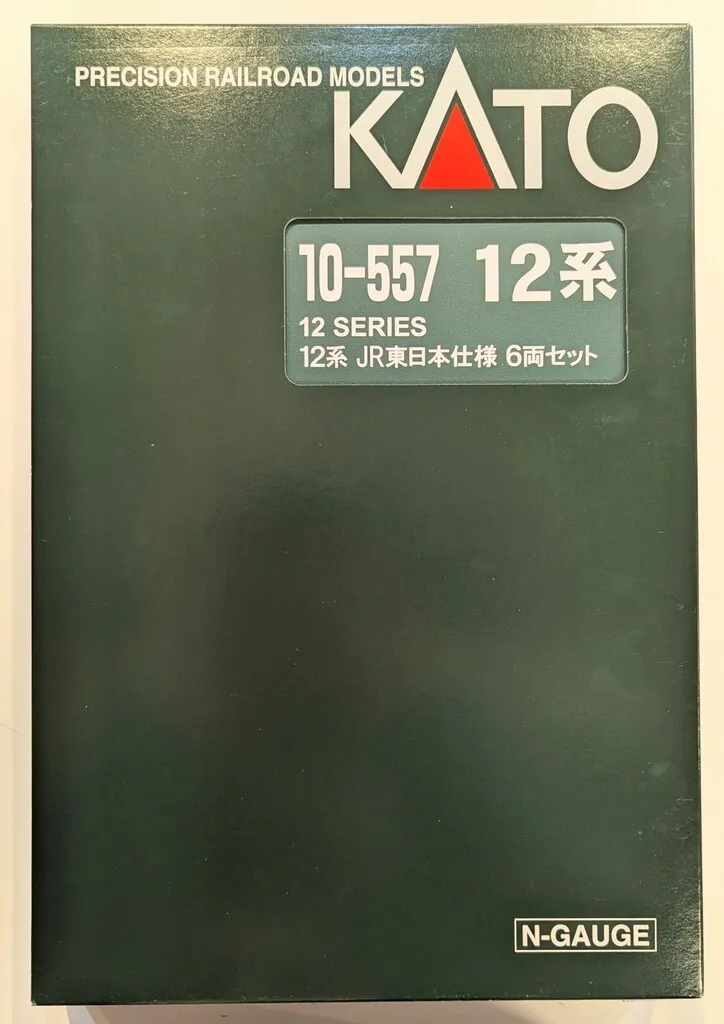 PRECISION RAILROAD MODELS
KATO
10-557 12系
12 SERIES
12系 JR東日本仕様 6両セット
N-GAUGE